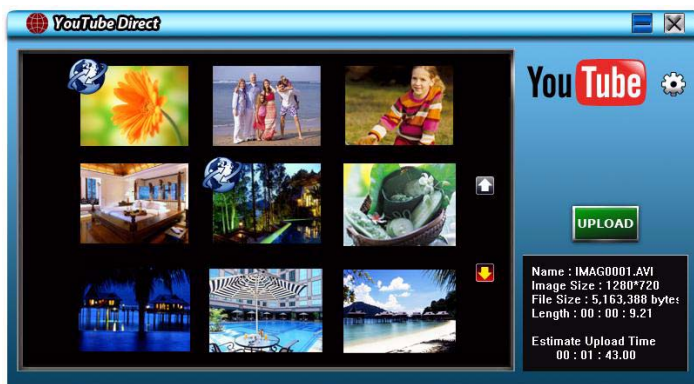 YouTube Direct
YouTube
UPLOAD
Name : IMAG0001.AVI
Image Size : 1280*720
File Size : 5,163,388 bytes
Length : 00 : 00 : 9.21
Estimate Upload Time
00 : 01 : 43.00